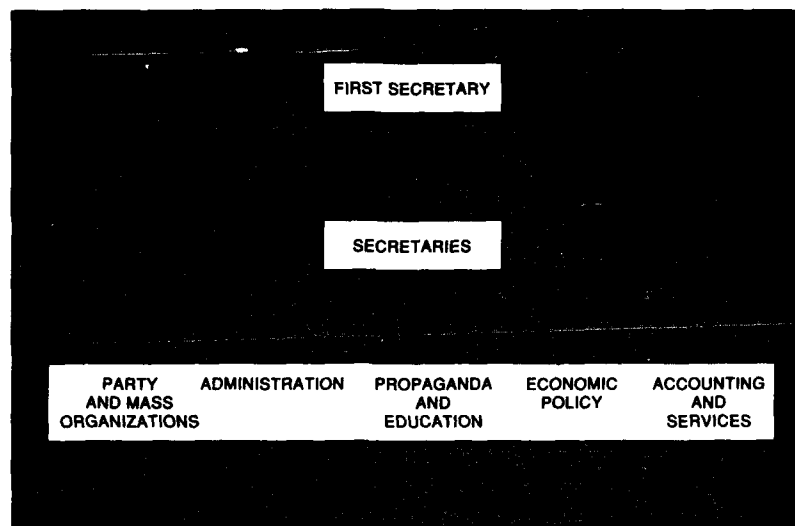 FIRST SECRETARY
SECRETARIES
PARTY
AND MASS
ORGANIZATIONS
ADMINISTRATION
PROPAGANDA
AND
EDUCATION
ECONOMIC
POLICY
ACCOUNTING
AND
SERVICES